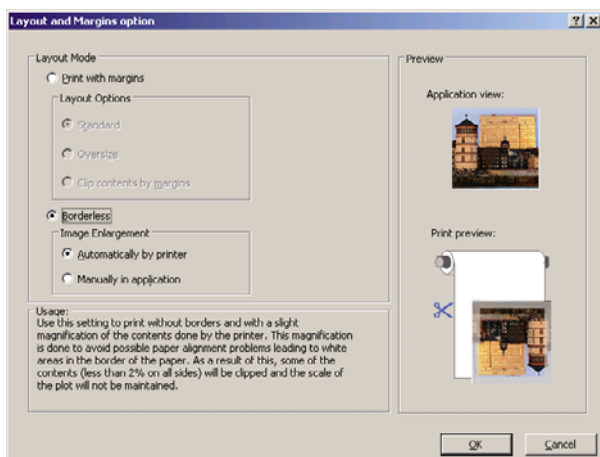 Layout and Margins option
Layout Mode
Print with margins
Layout Options
Standard
Oversize
Clip contents by margins
Borderless
Image Enlargement
Automatically by printer
Manually in application
Usage:
Use this setting to print without borders and with a slight
magnification of the contents done by the printer. This magnification
is done to avoid possible paper alignment problems leading to white
areas in the border of the paper. As a result of this, some of the
contents (less than 2% on all sides) will be clipped and the scale of
the plot will not be maintained.
Preview
Application view:
Print preview:
OK
Cancel